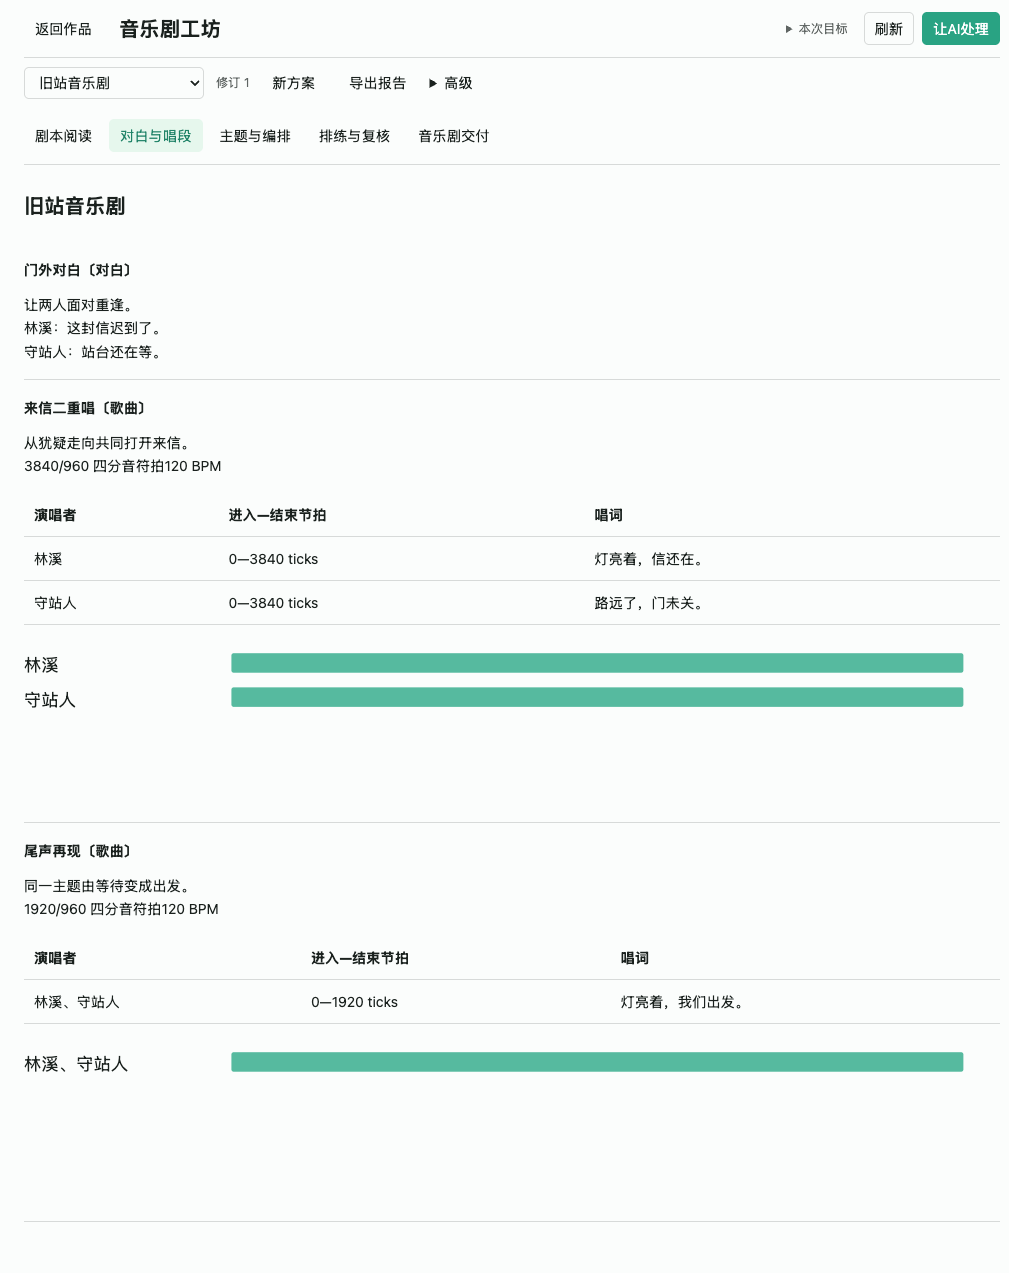 返回作品 音乐剧工坊 ▶ 本次目标 刷新 让AI处理
旧站音乐剧 修订 1 新方案 导出报告 ▶ 高级
剧本阅读 对白与唱段 主题与编排 排练与复核 音乐剧交付
旧站音乐剧
门外对白〔对白〕
让两人面对重逢。
林溪：这封信迟到了。
守站人：站台还在等。
来信二重唱〔歌曲〕
从犹疑走向共同打开来信。
3840/960 四分音符拍120 BPM
演唱者 进入—结束节拍 唱词
林溪 0—3840 ticks 灯亮着，信还在。
守站人 0—3840 ticks 路远了，门未关。
林溪
守站人
尾声再现〔歌曲〕
同一主题由等待变成出发。
1920/960 四分音符拍120 BPM
演唱者 进入—结束节拍 唱词
林溪、守站人 0—1920 ticks 灯亮着，我们出发。
林溪、守站人